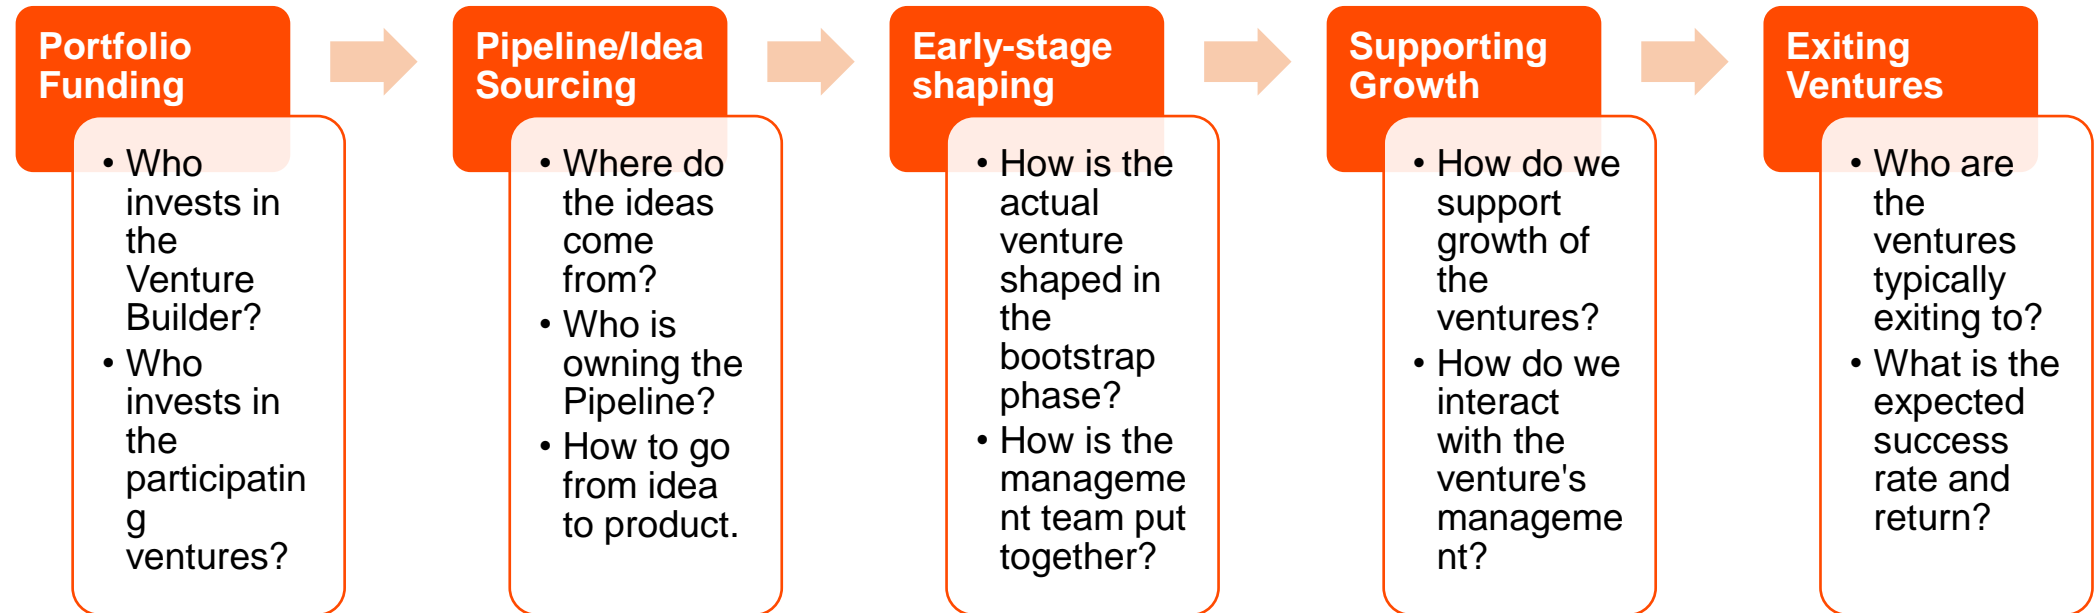 Portfolio
Funding
• Who
invests in
the
Venture
Builder?
• Who
invests in
the
participatin
g
ventures?
Pipeline/Idea
Sourcing
• Where do
the ideas
come
from?
• Who is
owning the
Pipeline?
• How to go
from idea
to product.
Early-stage
shaping
• How is the
actual
venture
shaped in
the
bootstrap
phase?
• How is the
manageme
nt team put
together?
Supporting
Growth
• How do we
support
growth of
the
ventures?
• How do we
interact
with the
venture's
manageme
nt?
Exiting
Ventures
• Who are
the
ventures
typically
exiting to?
• What is the
expected
success
rate and
return?